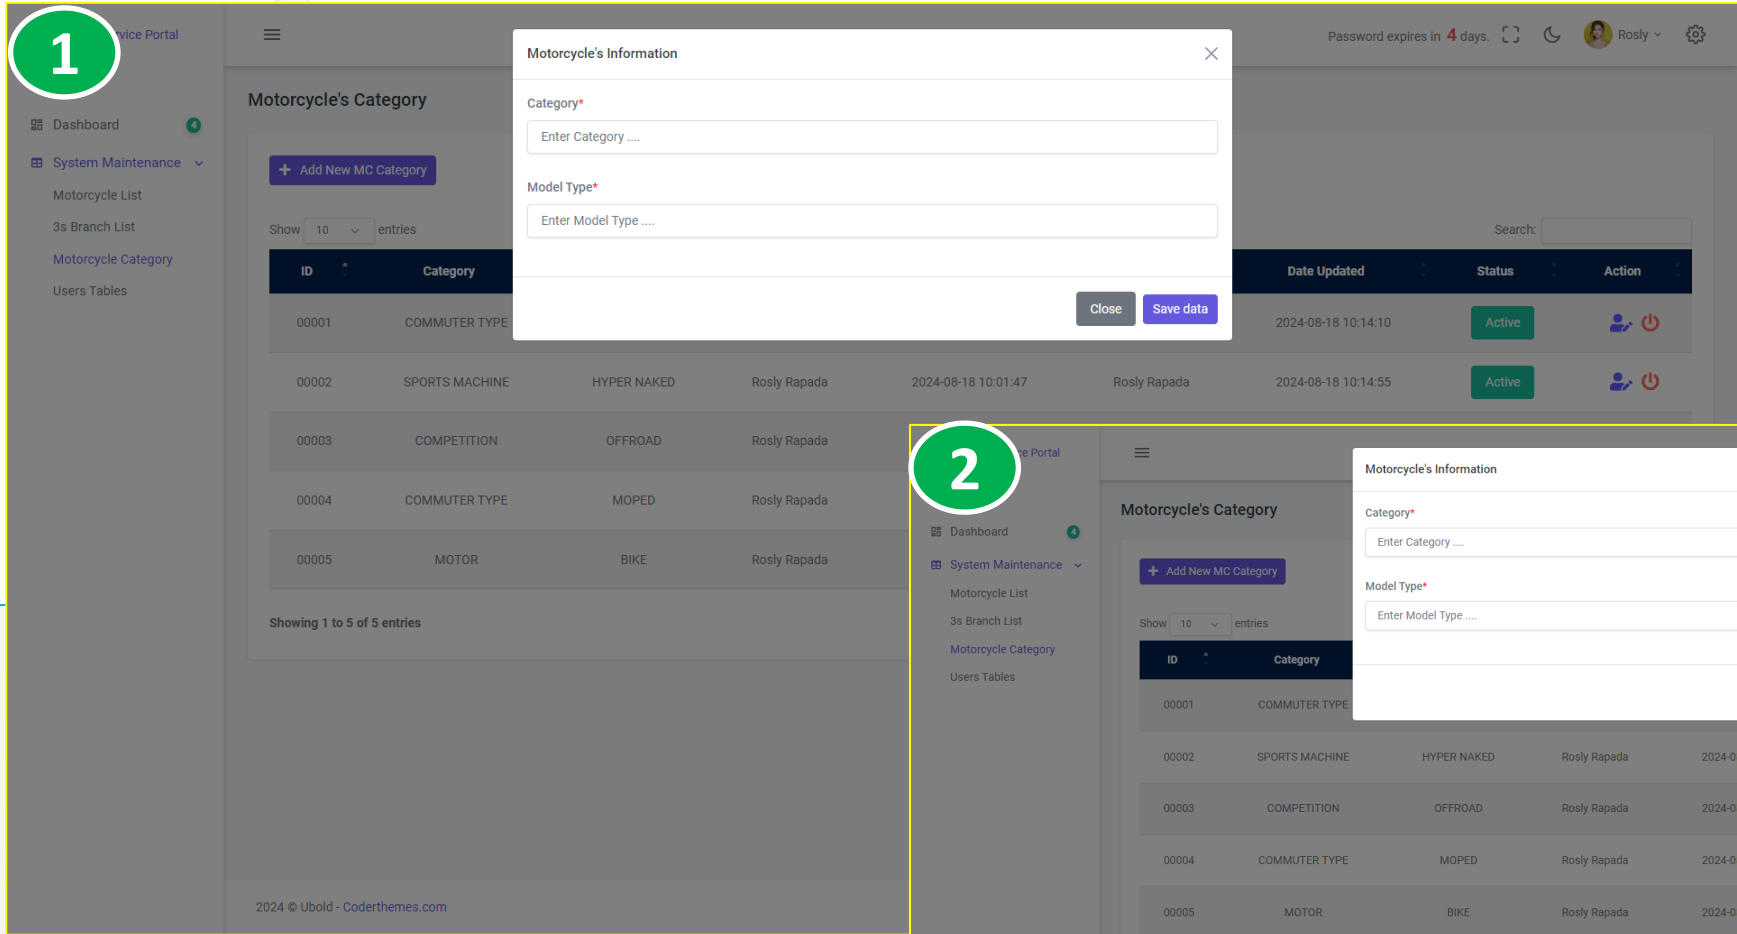 1
vice Portal
Password expires in 4 days.
Rosly
Motorcycle's Information
Motorcycle's Category
Category*
Enter Category ....
Dashboard
4
System Maintenance
Motorcycle List
3s Branch List
Motorcycle Category
Users Tables
+ Add New MC Category
Model Type*
Enter Model Type ....
Show 10 entries
Search:
ID Category Date Updated Status Action
Close Save data
00001 COMMUTER TYPE 2024-08-18 10:14:10 Active
00002 SPORTS MACHINE HYPER NAKED Rosly Rapada 2024-08-18 10:01:47 Rosly Rapada 2024-08-18 10:14:55 Active
00003 COMPETITION OFFROAD Rosly Rapada
00004 COMMUTER TYPE MOPED Rosly Rapada
00005 MOTOR BIKE Rosly Rapada
Showing 1 to 5 of 5 entries
2024 © Ubold - Coderthemes.com
2
ce Portal
Motorcycle's Information
Motorcycle's Category
Category*
Enter Category ....
Dashboard
4
System Maintenance
Motorcycle List
3s Branch List
Motorcycle Category
Users Tables
+ Add New MC Category
Model Type*
Enter Model Type ....
Show 10 entries
ID Category
00001 COMMUTER TYPE
00002 SPORTS MACHINE HYPER NAKED Rosly Rapada 2024-0
00003 COMPETITION OFFROAD Rosly Rapada 2024-0
00004 COMMUTER TYPE MOPED Rosly Rapada 2024-0
00005 MOTOR BIKE Rosly Rapada 2024-0